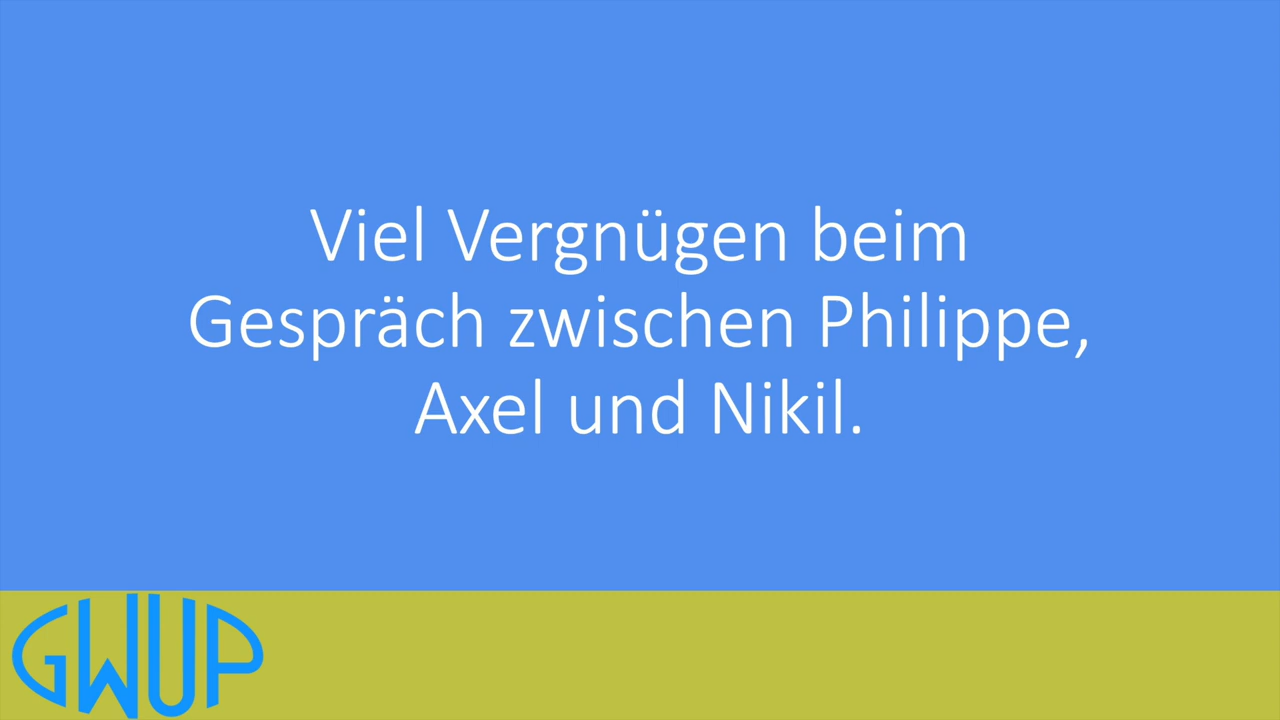 Viel Vergnügen beim
Gespräch zwischen Philippe,
Axel und Nikil.
GWUP